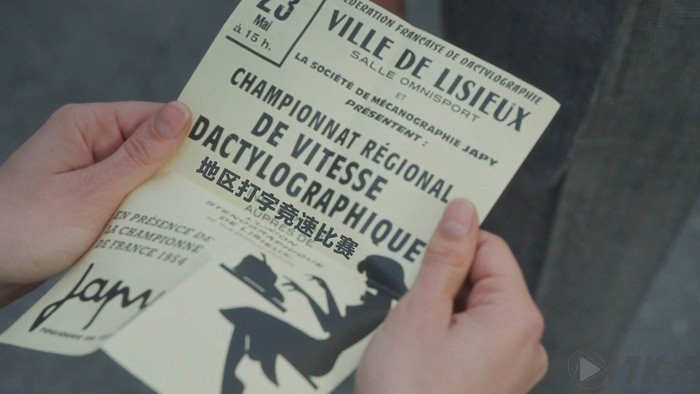 23
Mai
à 15 h.
FÉDÉRATION FRANÇAISE DE DACTYLOGRAPHIE
VILLE DE LISIEUX
SALLE OMNISPORT
ET
LA SOCIÉTÉ DE MÉCANOGRAPHIE JAPY
PRÉSENTENT :
CHAMPIONNAT RÉGIONAL
DE VITESSE
DACTYLOGRAPHIQUE
地区打字竞速比赛
AUPRÈS DE
EN PRÉSENCE DE
LA CHAMPIONNE
DE FRANCE 1954
Japy